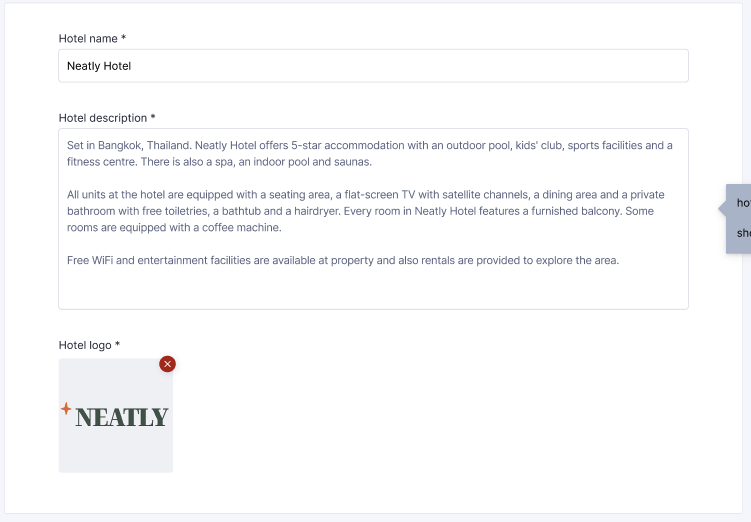 Hotel name *
Neatly Hotel
Hotel description *
Set in Bangkok, Thailand. Neatly Hotel offers 5-star accommodation with an outdoor pool, kids' club, sports facilities and a
fitness centre. There is also a spa, an indoor pool and saunas.
All units at the hotel are equipped with a seating area, a flat-screen TV with satellite channels, a dining area and a private
bathroom with free toiletries, a bathtub and a hairdryer. Every room in Neatly Hotel features a furnished balcony. Some
rooms are equipped with a coffee machine.
Free WiFi and entertainment facilities are available at property and also rentals are provided to explore the area.
Hotel logo *
NEATLY